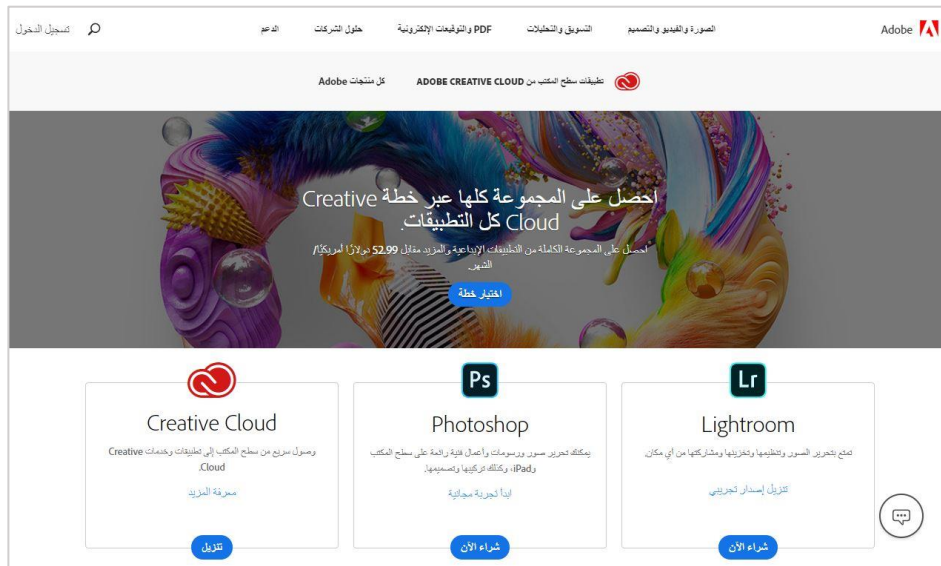 Adobe
الصورة والفيديو والتصميم
التسويق والتحليلات
PDF والتوقيعات الإلكترونية
حلول الشركات
الدعم
تسجيل الدخول
تطبيقات سطح المكتب من ADOBE CREATIVE CLOUD
كل منتجات Adobe
احصل على المجموعة كلها عبر خطة Creative
Cloud كل التطبيقات.
احصل على المجموعة الكاملة من التطبيقات الإبداعية والمزيد مقابل 52.99 دولارًا أمريكيًا/
الشهر.
اختيار خطة
Lr
Lightroom
تمتع بتحرير الصور وتنظيمها وتخزينها ومشاركتها من أي مكان.
تنزيل إصدار تجريبي
شراء الآن
Ps
Photoshop
يمكنك تحرير صور ورسومات وأعمال فنية رائعة على سطح المكتب
وiPad، وكذلك تركيبها وتصميمها.
ابدأ تجربة مجانية
شراء الآن
Creative Cloud
وصول سريع من سطح المكتب إلى تطبيقات وخدمات Creative
Cloud.
معرفة المزيد
تنزيل